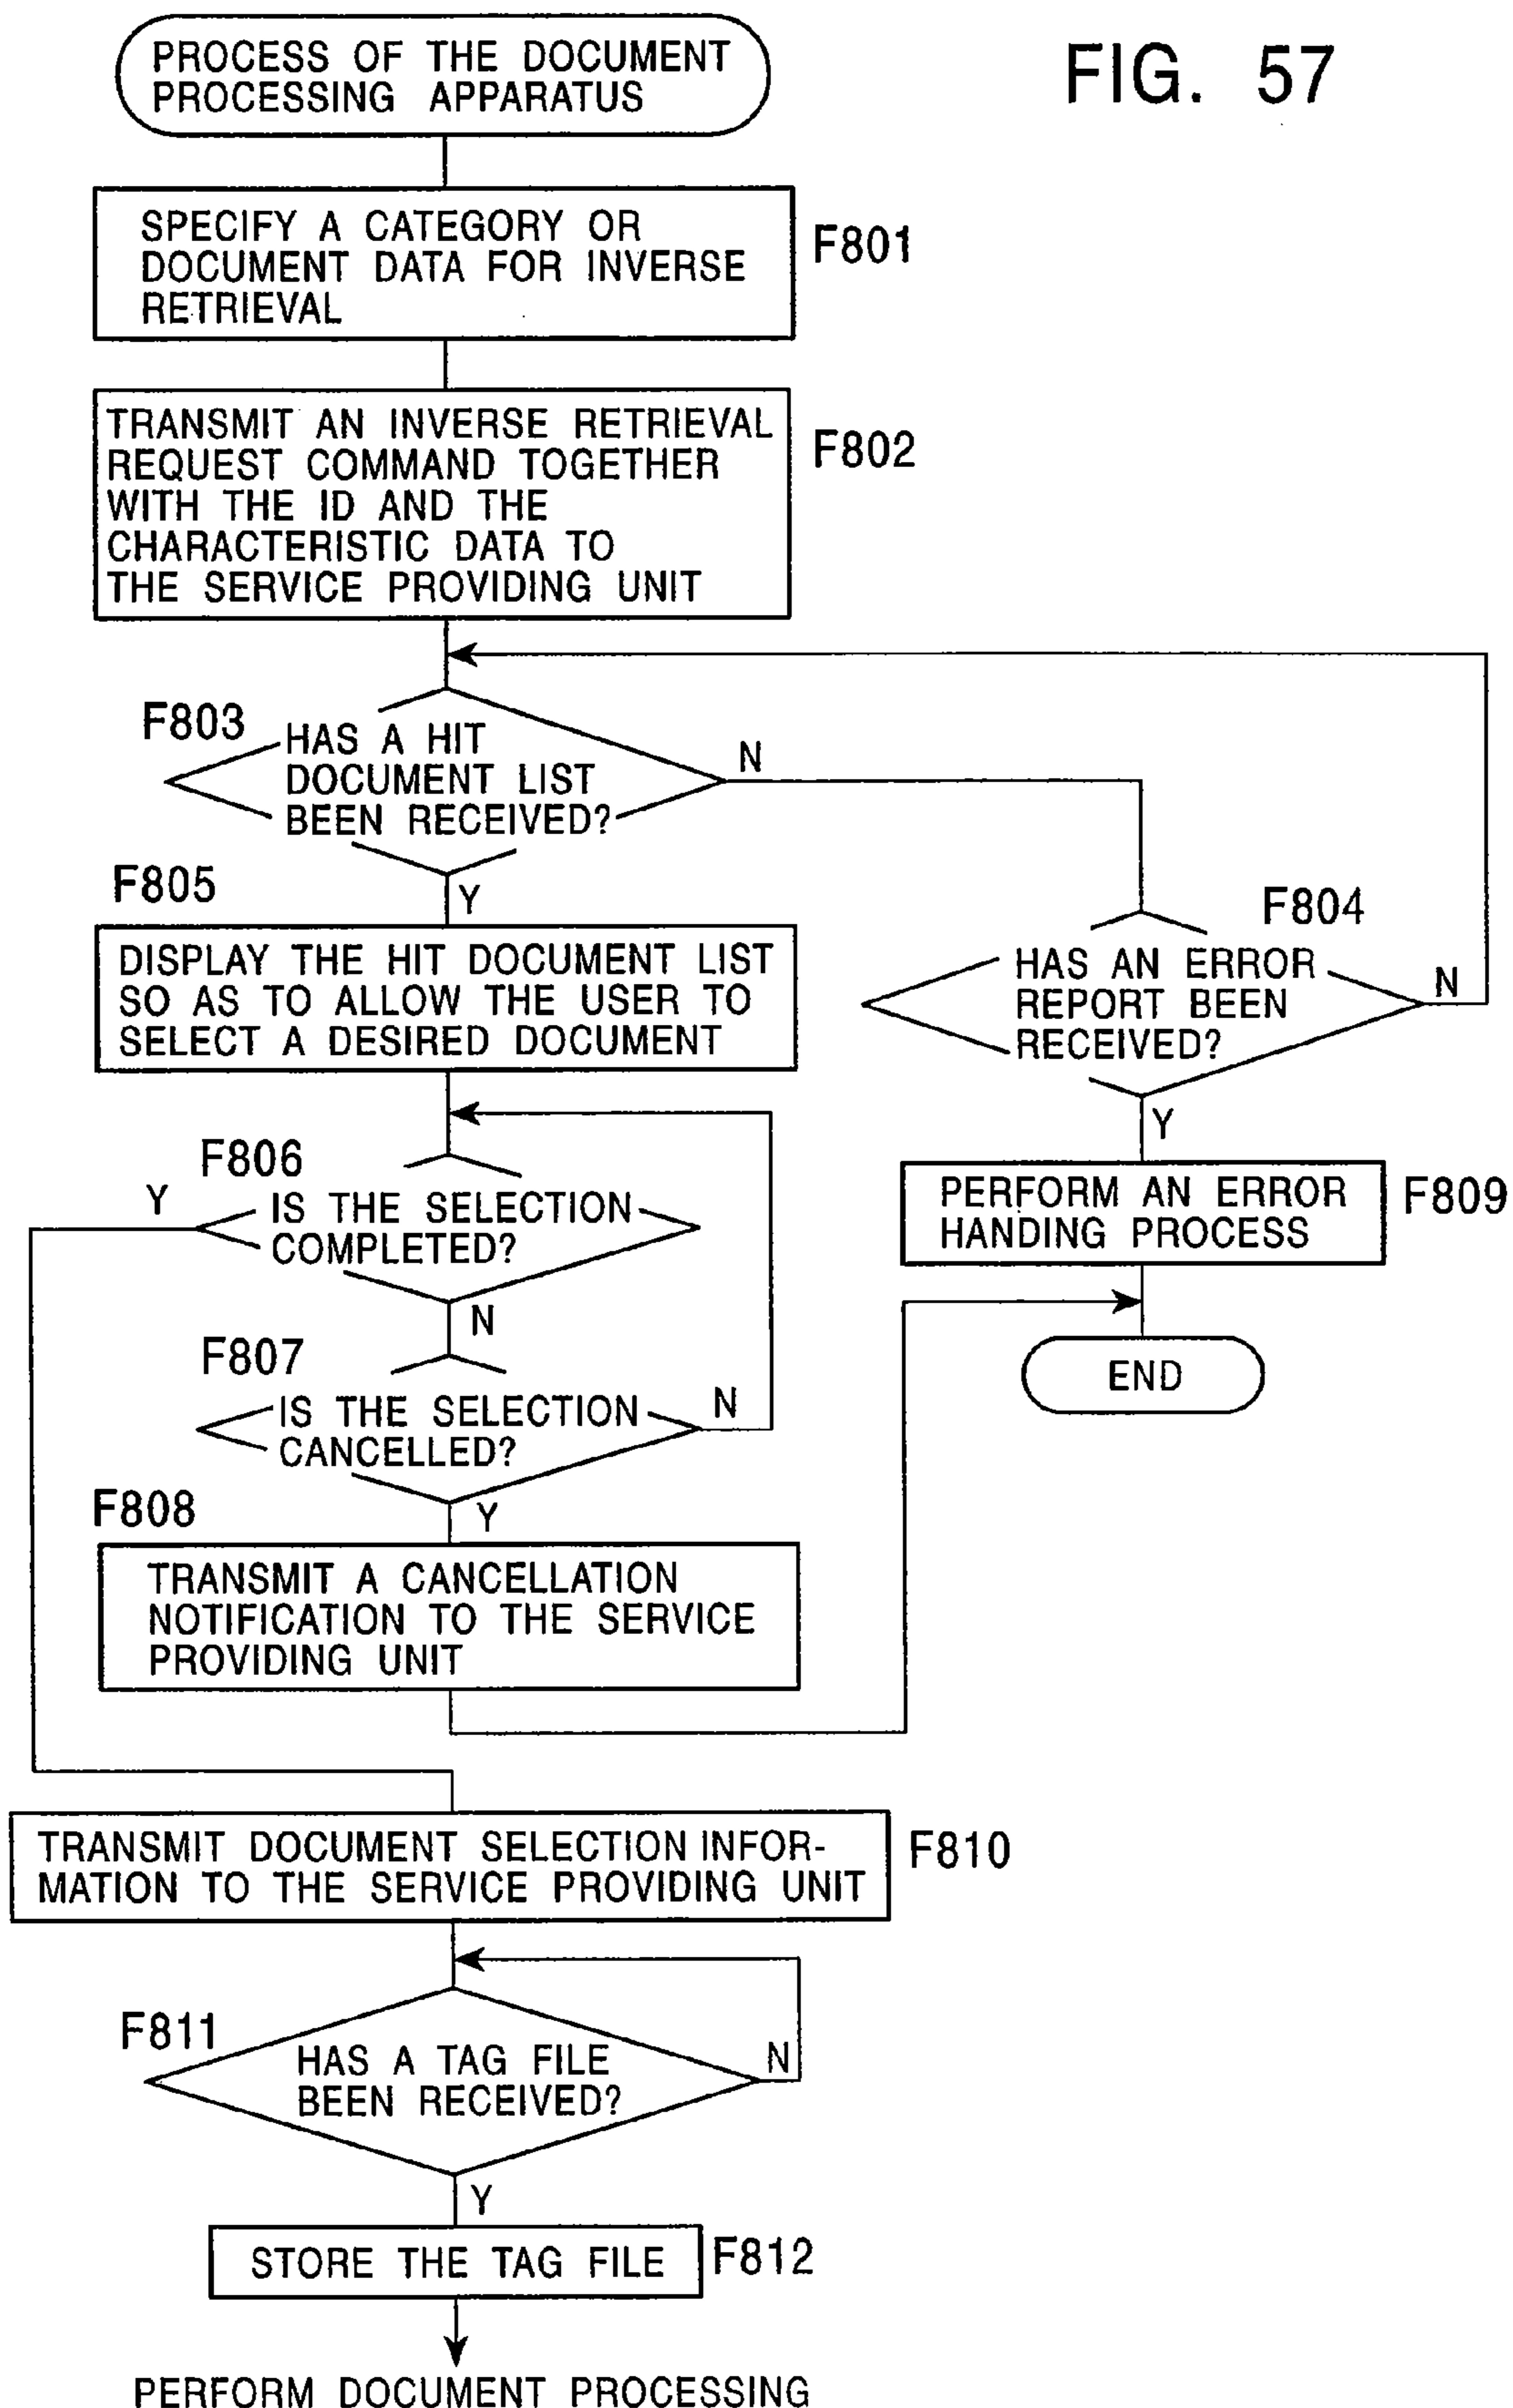 PROCESS OF THE DOCUMENT
PROCESSING APPARATUS
FIG. 57
SPECIFY A CATEGORY OR
DOCUMENT DATA FOR INVERSE
RETRIEVAL
F801
TRANSMIT AN INVERSE RETRIEVAL
REQUEST COMMAND TOGETHER
WITH THE ID AND THE
CHARACTERISTIC DATA TO
THE SERVICE PROVIDING UNIT
F802
F803
HAS A HIT
DOCUMENT LIST
BEEN RECEIVED?
N
Y
F805
DISPLAY THE HIT DOCUMENT LIST
SO AS TO ALLOW THE USER TO
SELECT A DESIRED DOCUMENT
F804
HAS AN ERROR
REPORT BEEN
RECEIVED?
N
Y
PERFORM AN ERROR
HANDING PROCESS
F809
END
F806
Y
IS THE SELECTION
COMPLETED?
N
F807
IS THE SELECTION
CANCELLED?
N
Y
F808
TRANSMIT A CANCELLATION
NOTIFICATION TO THE SERVICE
PROVIDING UNIT
TRANSMIT DOCUMENT SELECTION INFOR-
MATION TO THE SERVICE PROVIDING UNIT
F810
F811
HAS A TAG FILE
BEEN RECEIVED?
N
Y
STORE THE TAG FILE
F812
PERFORM DOCUMENT PROCESSING